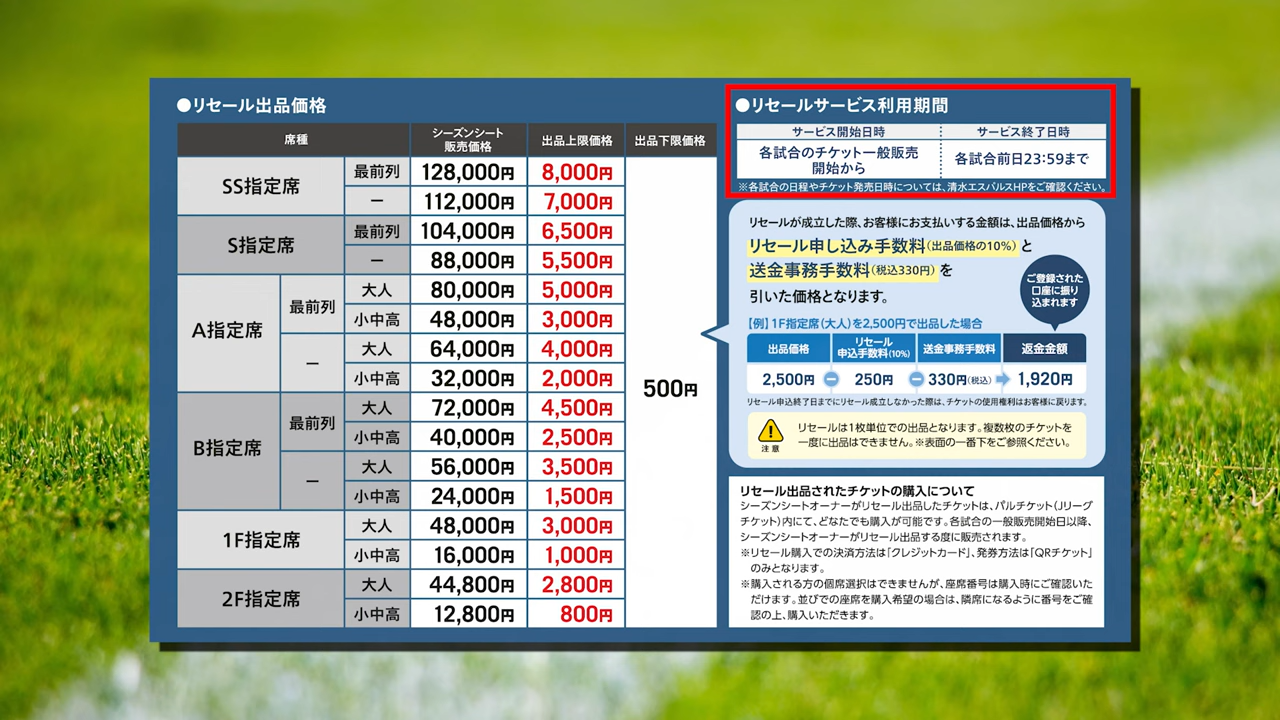 ●リセール出品価格
席種 シーズンシート販売価格 出品上限価格 出品下限価格
SS指定席 最前列 128,000円 8,000円
ー 112,000円 7,000円
S指定席 最前列 104,000円 6,500円
ー 88,000円 5,500円
A指定席 最前列 大人 80,000円 5,000円
小中高 48,000円 3,000円
ー 大人 64,000円 4,000円
小中高 32,000円 2,000円
500円
B指定席 最前列 大人 72,000円 4,500円
小中高 40,000円 2,500円
ー 大人 56,000円 3,500円
小中高 24,000円 1,500円
1F指定席 大人 48,000円 3,000円
小中高 16,000円 1,000円
2F指定席 大人 44,800円 2,800円
小中高 12,800円 800円
●リセールサービス利用期間
サービス開始日時 サービス終了日時
各試合のチケット一般販売
開始から
各試合前日23:59まで
※各試合の日程やチケット発売日時については、清水エスパルスHPをご確認ください。
リセールが成立した際、お客様にお支払いする金額は、出品価格から
リセール申し込み手数料(出品価格の10%)と
送金事務手数料(税込330円)を
引いた価格となります。
ご登録された
口座に振り
込まれます
【例】1F指定席(大人)を2,500円で出品した場合
出品価格 リセール申込手数料(10%) 送金事務手数料 返金金額
2,500円 − 250円 − 330円(税込) ➡ 1,920円
リセール申込終了日までにリセール成立しなかった際は、チケットの使用権利はお客様に戻ります。
注意
リセールは1枚単位での出品となります。複数枚のチケットを
一度に出品はできません。※表面の一番下をご参照ください。
リセール出品されたチケットの購入について
シーズンシートオーナーがリセール出品したチケットは、パルチケット(Jリーグ
チケット)内にて、どなたでも購入が可能です。各試合の一般販売開始日以降、
シーズンシートオーナーがリセール出品する度に販売されます。
※リセール購入での決済方法は「クレジットカード」、発券方法は「QRチケット」
のみとなります。
※購入される方の個席選択はできませんが、座席番号は購入時にご確認いた
だけます。並びでの座席を購入希望の場合は、隣席になるように番号をご確
認の上、購入いただきます。